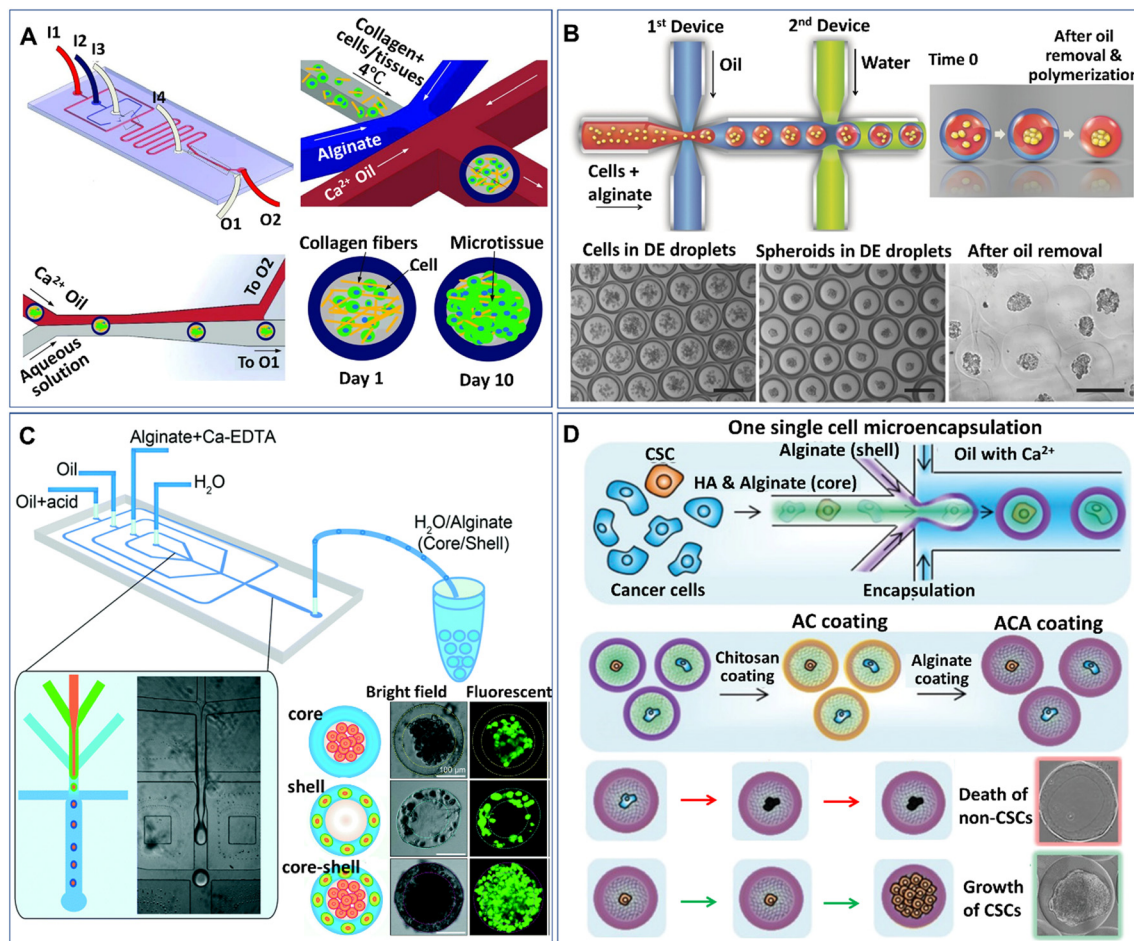 A
I1
I2
I3
I4
O1
O2
Collagen+
cells/tissues
4°C
Alginate
Ca²⁺ Oil
Ca²⁺ Oil
To O2
Aqueous
solution
To O1
Collagen fibers
Cell
Microtissue
Day 1
Day 10
B
1st Device
2nd Device
Oil
Water
Cells +
alginate
Time 0
After oil
removal &
polymerization
Cells in DE droplets
Spheroids in DE droplets
After oil removal
C
Alginate+Ca-EDTA
Oil
H₂O
Oil+acid
H₂O/Alginate
(Core/Shell)
Bright field
Fluorescent
core
100 µm
shell
core-shell
D
One single cell microencapsulation
Alginate (shell)
Oil with Ca²⁺
CSC
HA & Alginate (core)
Cancer cells
Encapsulation
AC coating
ACA coating
Chitosan
coating
Alginate
coating
Death of
non-CSCs
Growth
of CSCs